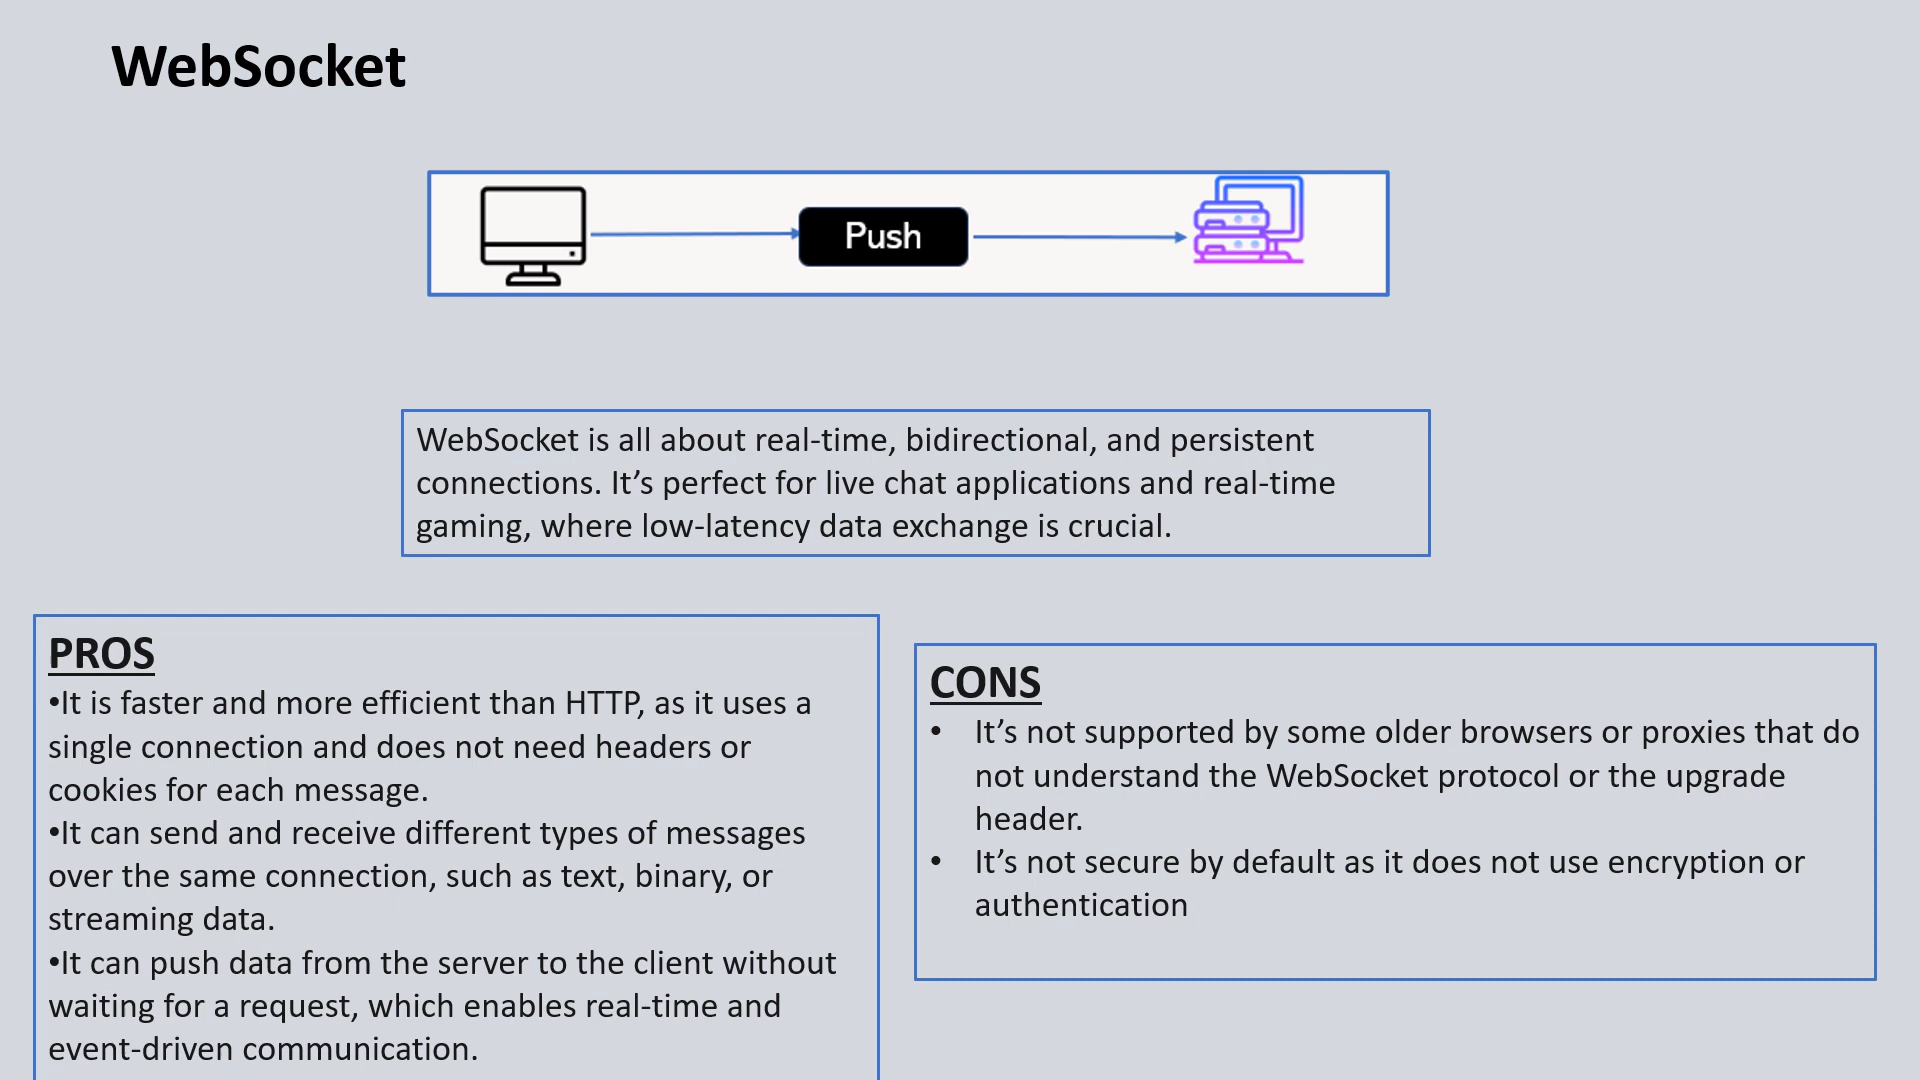 WebSocket
Push
WebSocket is all about real-time, bidirectional, and persistent
connections. It’s perfect for live chat applications and real-time
gaming, where low-latency data exchange is crucial.
PROS
•It is faster and more efficient than HTTP, as it uses a
single connection and does not need headers or
cookies for each message.
•It can send and receive different types of messages
over the same connection, such as text, binary, or
streaming data.
•It can push data from the server to the client without
waiting for a request, which enables real-time and
event-driven communication.
CONS
• It’s not supported by some older browsers or proxies that do
not understand the WebSocket protocol or the upgrade
header.
• It’s not secure by default as it does not use encryption or
authentication